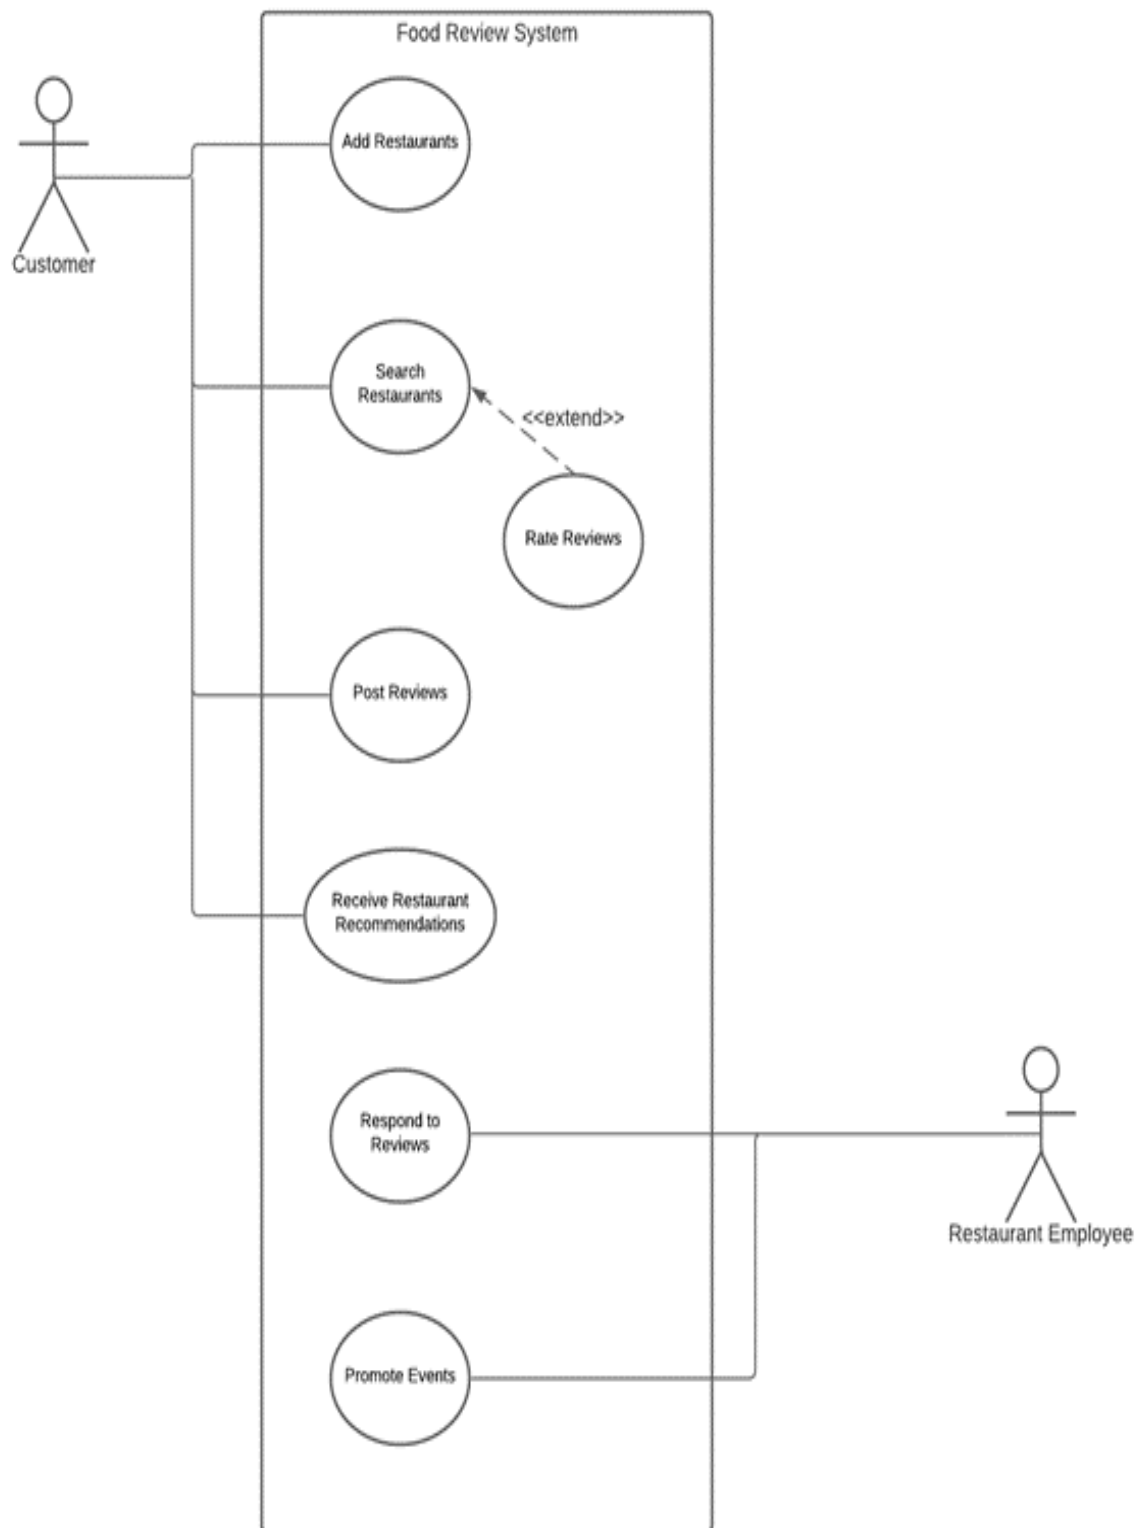 Food Review System
Add Restaurants
Customer
Search
Restaurants
<<extend>>
Rate Reviews
Post Reviews
Receive Restaurant
Recommendations
Respond to
Reviews
Restaurant Employee
Promote Events